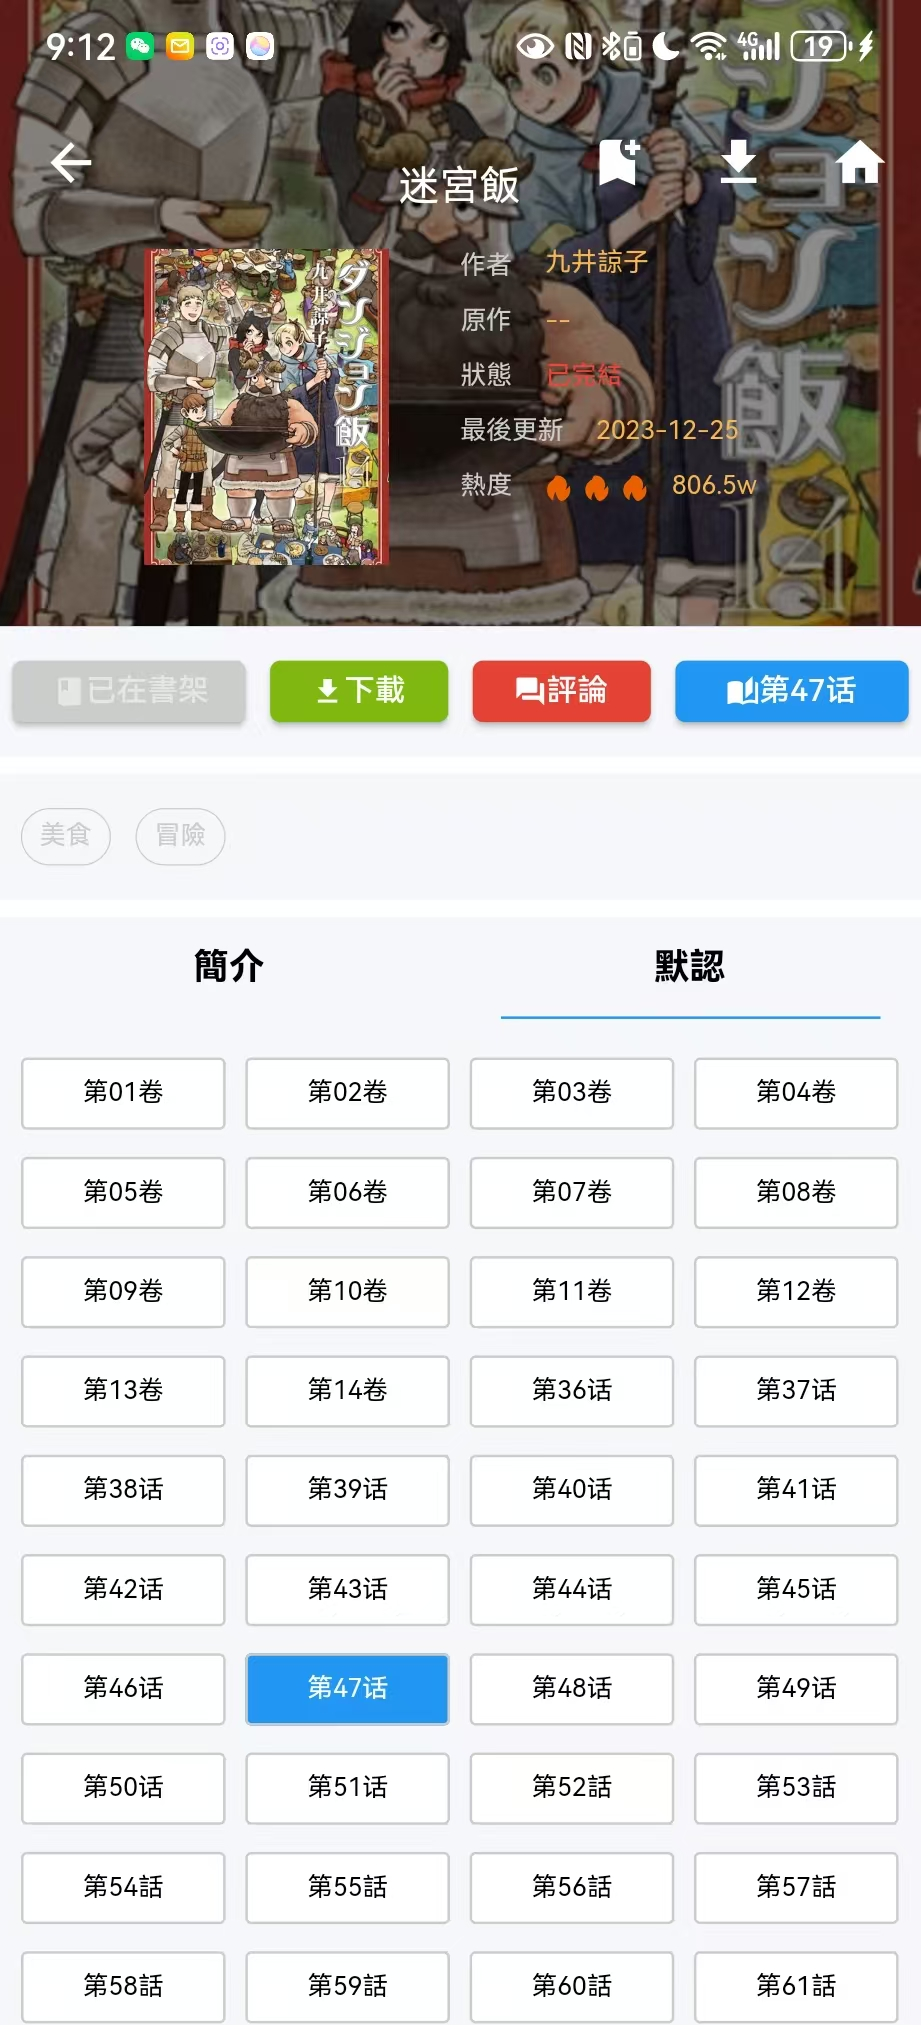 9:12
4G
19
迷宮飯
作者 九井諒子
原作 --
狀態 已完結
最後更新 2023-12-25
熱度 806.5w
ダンジョン飯
九井諒子
14
已在書架 下載 評論 第47话
美食 冒險
簡介 默認
第01卷 第02卷 第03卷 第04卷
第05卷 第06卷 第07卷 第08卷
第09卷 第10卷 第11卷 第12卷
第13卷 第14卷 第36话 第37话
第38话 第39话 第40话 第41话
第42话 第43话 第44话 第45话
第46话 第47话 第48话 第49话
第50话 第51话 第52話 第53話
第54話 第55話 第56話 第57話
第58話 第59話 第60話 第61話